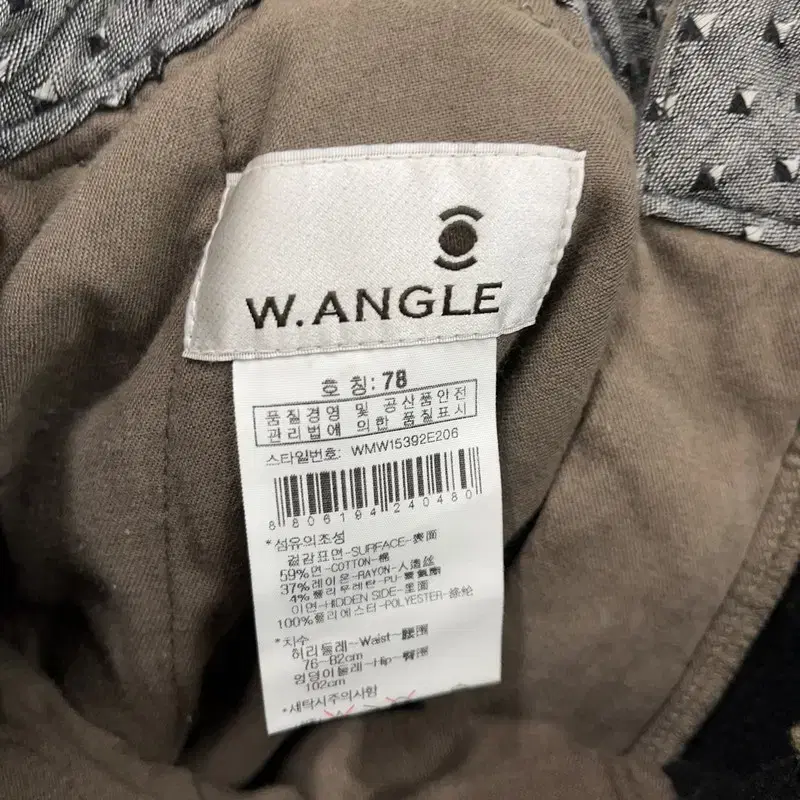 W.ANGLE
호 칭: 78
품질경영 및 공산품안전
관리법에 의한 품질표시
스타일번호: WMW15392E206
8806194240480
*섬유의조성
겉감표면-SURFACE-表面
59%면-COTTON-棉
37%레이온-RAYON-人造丝
4%폴리우레탄-PU-聚氨酯
이면-HIDDEN SIDE-里面
100%폴리에스터-POLYESTER-涤纶
*치수
허리둘레-Waist-腰围
76-82cm
엉덩이둘레-Hip-臀围
102cm
*세탁시주의사항